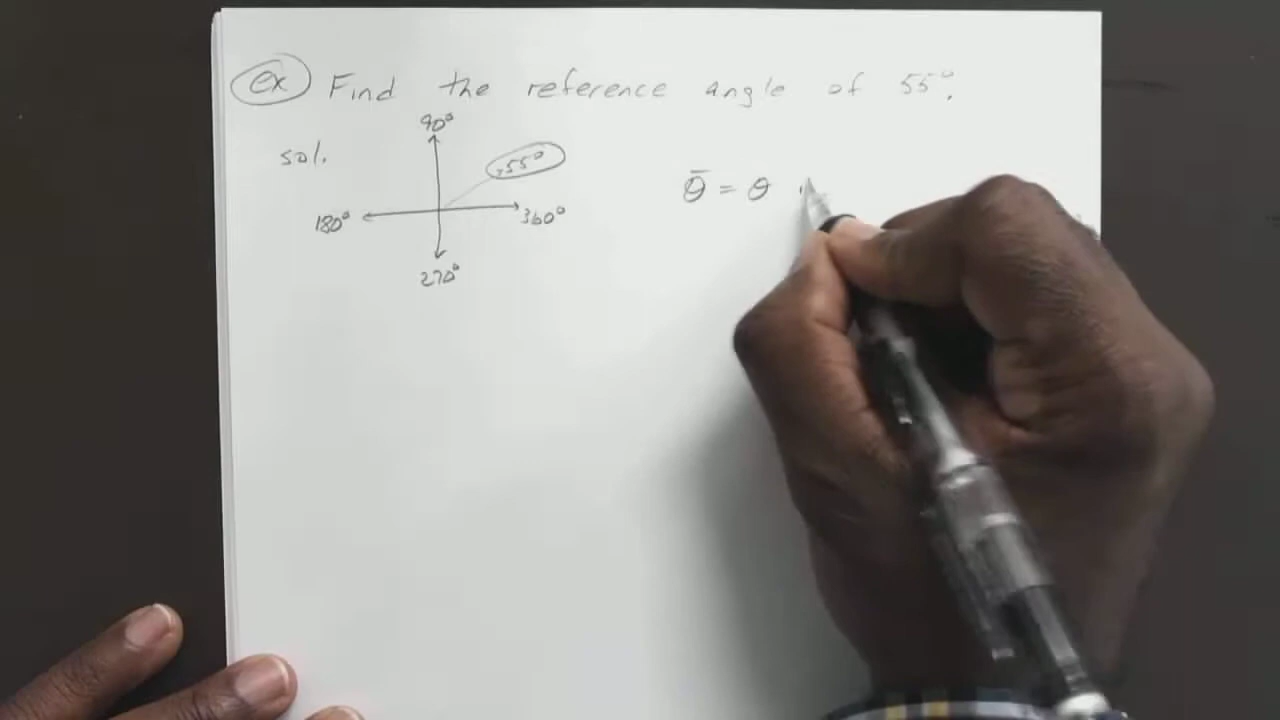 ex Find the reference angle of 55°.
90°
sol. 55°
θ̄ = θ
180° 360°
270°